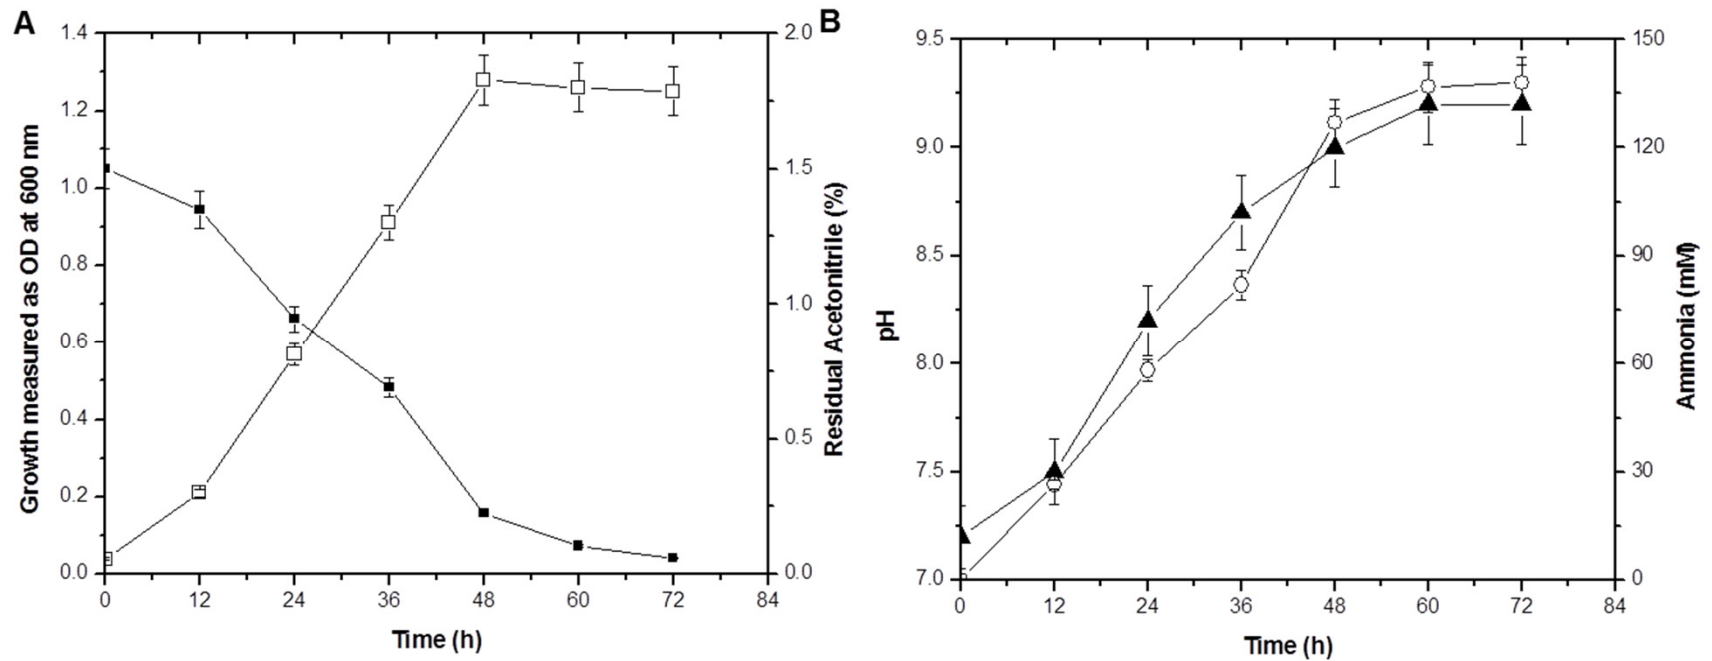 A
Growth measured as OD at 600 nm
1.4
1.2
1.0
0.8
0.6
0.4
0.2
0.0
0 12 24 36 48 60 72 84
Time (h)
2.0
1.5
1.0
0.5
0.0
Residual Acetonitrile (%)
B
pH
9.5
9.0
8.5
8.0
7.5
7.0
0 12 24 36 48 60 72 84
Time (h)
150
120
90
60
30
0
Ammonia (mM)